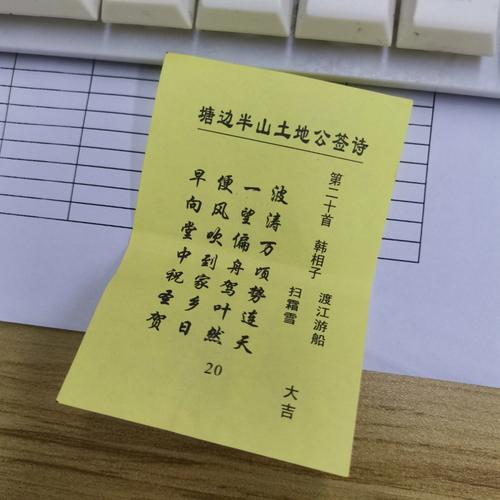 塘边半山土地公签诗
第二十首 韩相子 渡江游船
扫霜雪
大吉
波涛万顷势连天
一望偏舟驾叶然
便风吹到家乡日
早向堂中祝圣贺
20